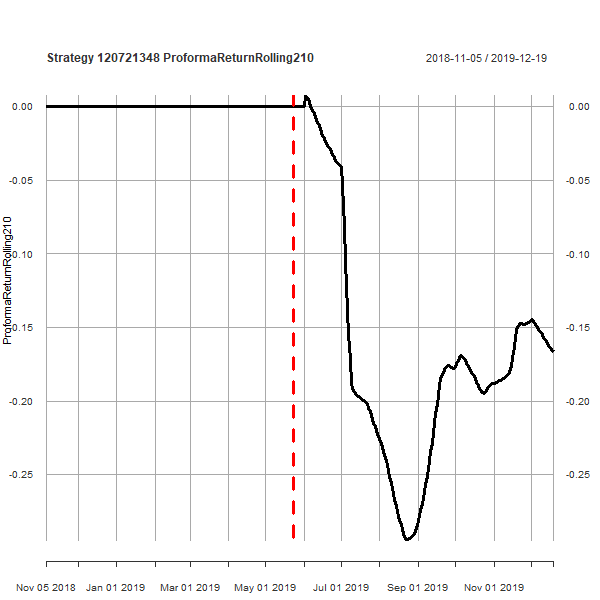 Strategy 120721348 ProformaReturnRolling210
2018-11-05 / 2019-12-19
0.00
0.00
-0.05
-0.05
-0.10
-0.10
-0.15
-0.15
-0.20
-0.20
-0.25
-0.25
ProformaReturnRolling210
Nov 05 2018
Jan 01 2019
Mar 01 2019
May 01 2019
Jul 01 2019
Sep 01 2019
Nov 01 2019